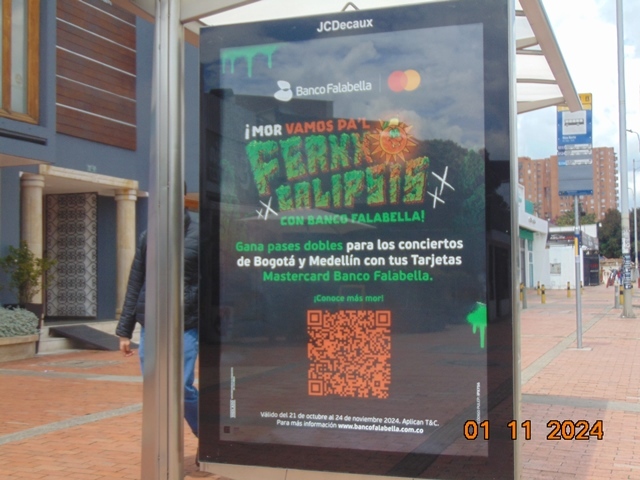 JCDecaux
Banco Falabella
¡MOR VAMOS PA'L
FERXXO
CALIPSIS
CON BANCO FALABELLA!
Gana pases dobles para los conciertos
de Bogotá y Medellín con tus Tarjetas
Mastercard Banco Falabella.
¡Conoce más mor!
Válido del 21 de octubre al 24 de noviembre 2024. Aplican T&C.
Para más información www.bancofalabella.com.co
01 11 2024